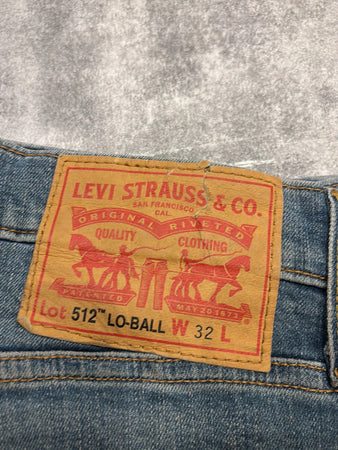 LEVI STRAUSS & CO.
SAN FRANCISCO
CAL.
ORIGINAL RIVETED
QUALITY CLOTHING
PATENTED MAY 20 1873
Lot 512™ LO-BALL W 32 L